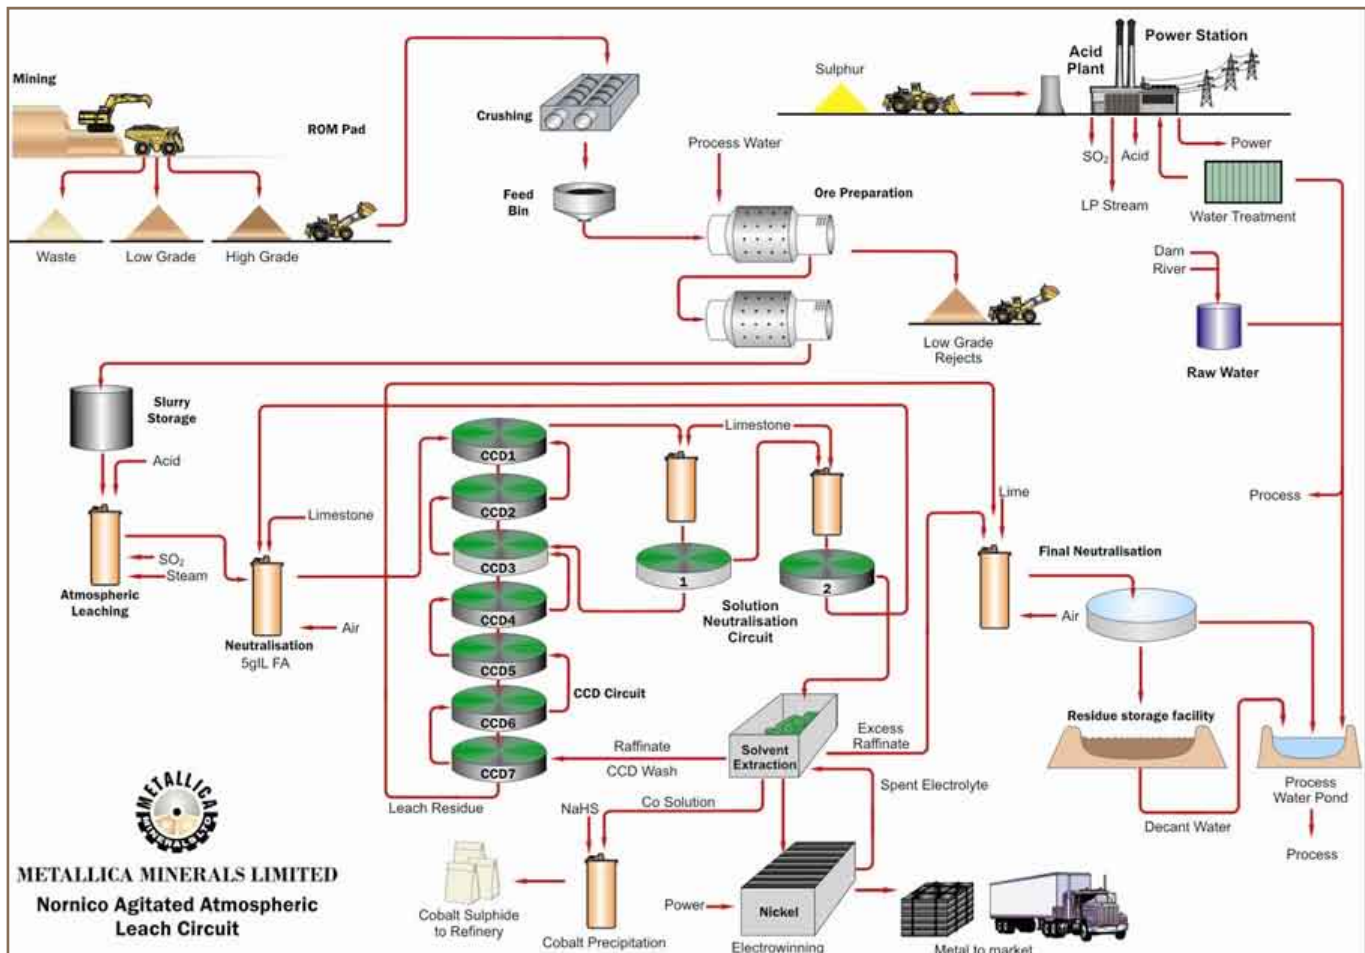 Mining
ROM Pad
Waste
Low Grade
High Grade
Crushing
Feed
Bin
Process Water
Ore Preparation
Low Grade
Rejects
Sulphur
Acid
Plant
Power Station
SO₂
Acid
Power
LP Stream
Water Treatment
Dam
River
Raw Water
Process
Slurry
Storage
Acid
Limestone
SO₂
Steam
Atmospheric
Leaching
Air
Neutralisation
5glL FA
CCD1
CCD2
CCD3
CCD4
CCD5
CCD6
CCD7
CCD Circuit
Limestone
1
2
Solution
Neutralisation
Circuit
Lime
Final Neutralisation
Air
Residue storage facility
Decant Water
Process
Water Pond
Process
Raffinate
CCD Wash
Leach Residue
Solvent
Extraction
Excess
Raffinate
Spent Electrolyte
NaHS
Co Solution
Cobalt Sulphide
to Refinery
Cobalt Precipitation
Power
Nickel
Electrowinning
Metal to market
METALLICA
MINERALS LTD
METALLICA MINERALS LIMITED
Nornico Agitated Atmospheric
Leach Circuit